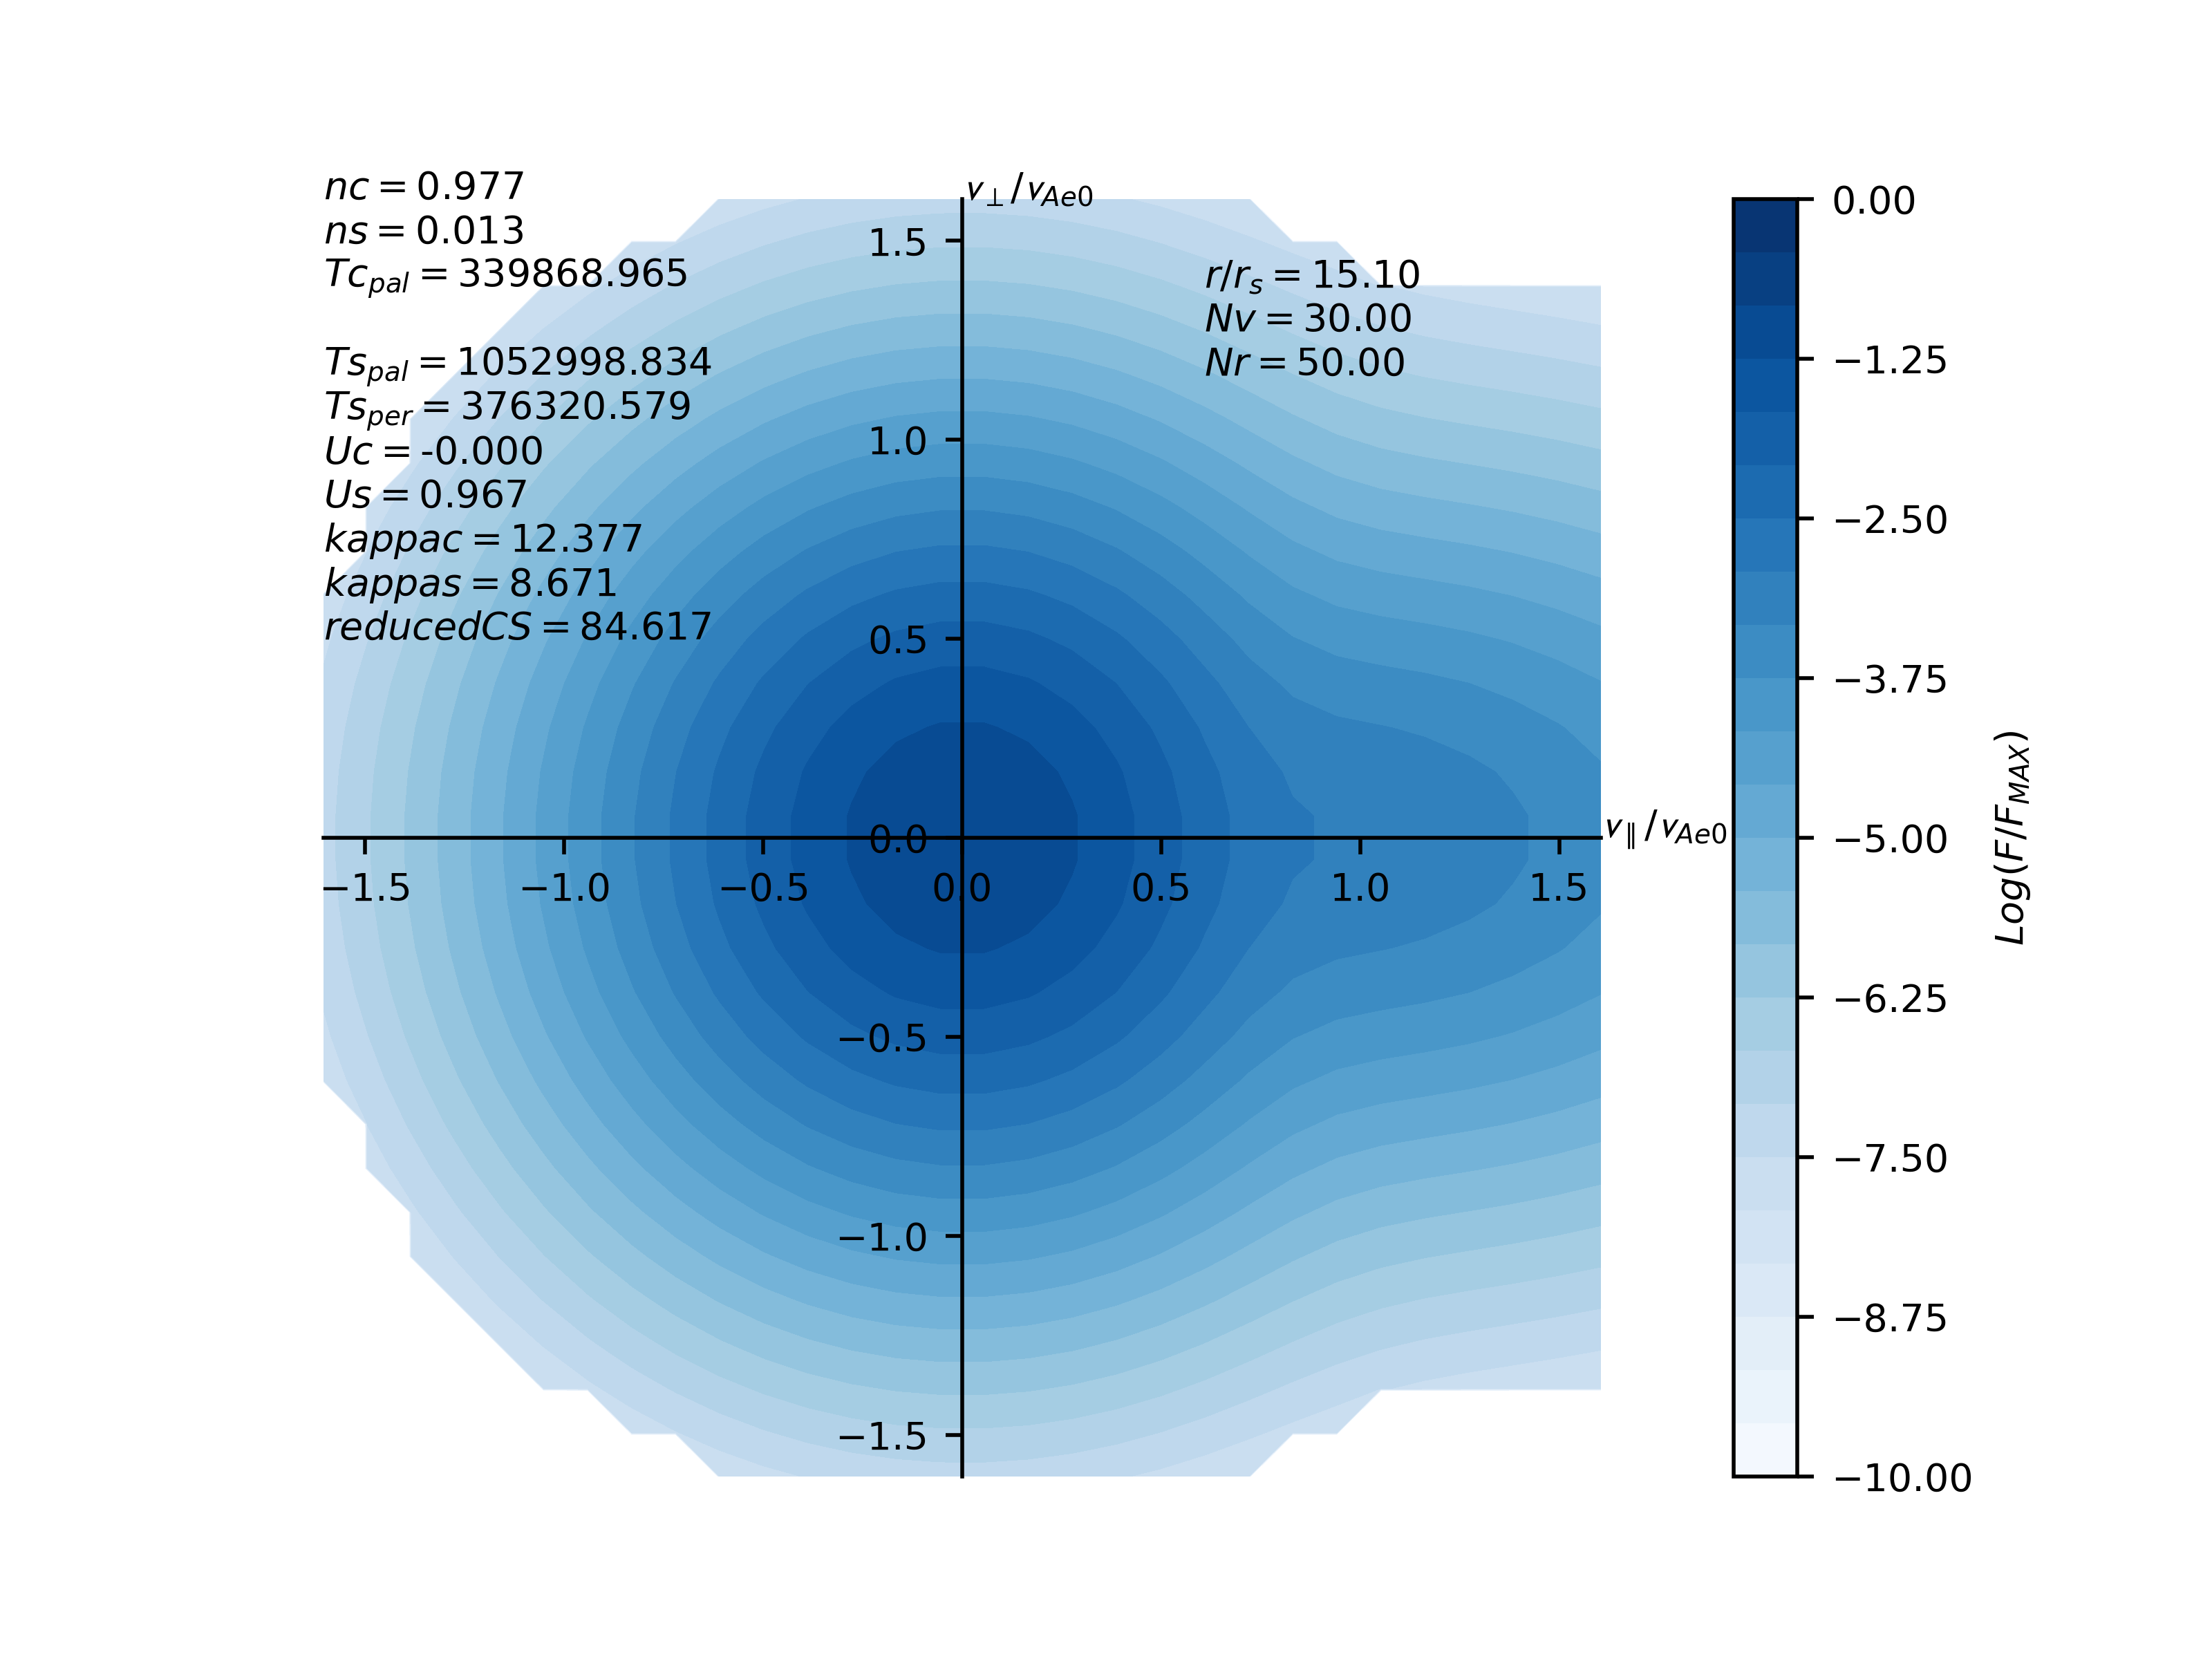 nc = 0.977
ns = 0.013
Tc_pal = 339868.965
Ts_pal = 1052998.834
Ts_per = 376320.579
Uc = -0.000
Us = 0.967
kappac = 12.377
kappas = 8.671
reducedCS = 84.617
v⊥/v_Ae0
r/r_s = 15.10
Nv = 30.00
Nr = 50.00
1.5
1.0
0.5
0.0
−0.5
−1.0
−1.5
−1.5 −1.0 −0.5 0.0 0.5 1.0 1.5
v∥/v_Ae0
0.00
−1.25
−2.50
−3.75
−5.00
−6.25
−7.50
−8.75
−10.00
Log(F/F_MAX)